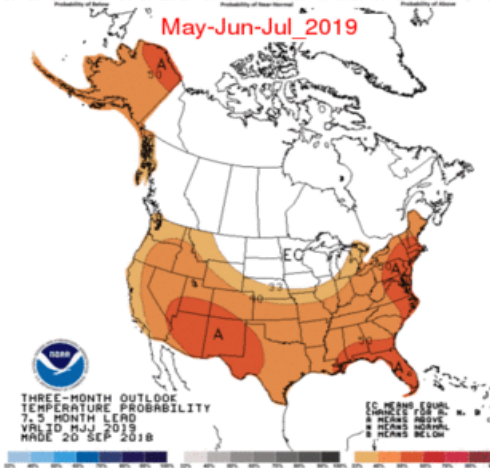 Probability of Below
Probability of Near-Normal
Probability of Above
May-Jun-Jul_2019
A
50
EC
33
40
50
A
A
50
A
NOAA
THREE-MONTH OUTLOOK
TEMPERATURE PROBABILITY
7.5 MONTH LEAD
VALID MJJ 2019
MADE 20 SEP 2018
EC MEANS EQUAL
CHANCES FOR A, N, B
A MEANS ABOVE
N MEANS NORMAL
B MEANS BELOW